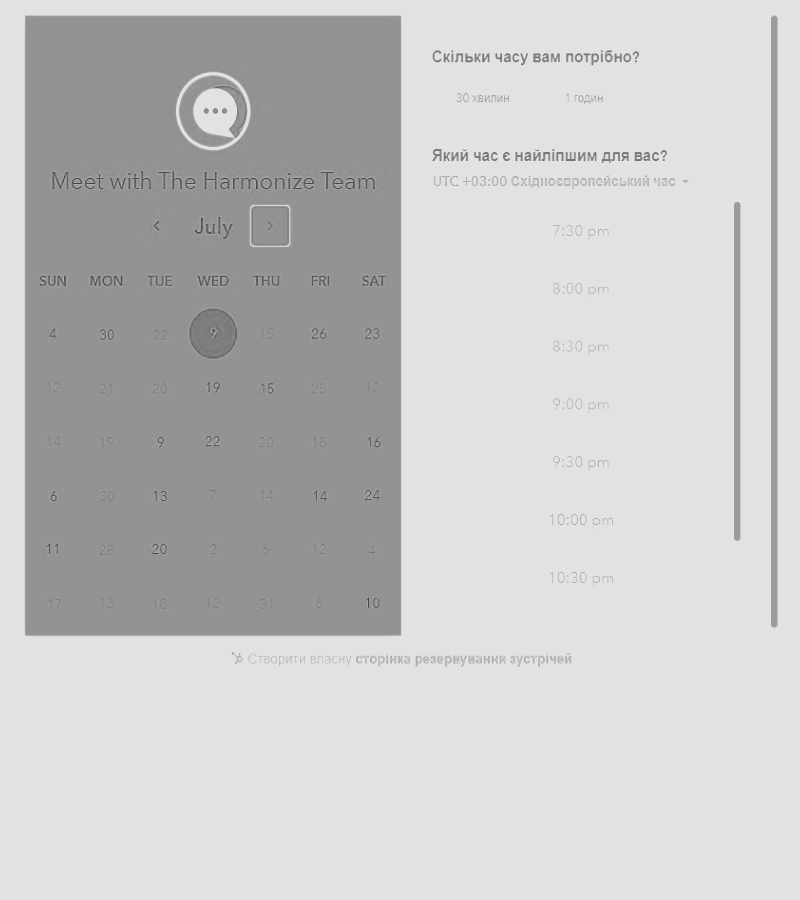 Meet with The Harmonize Team
July
SUN MON TUE WED THU FRI SAT
4 30 22 9 15 26 23
12 21 20 19 15 25 12
14 19 9 22 20 18 16
6 30 13 7 14 14 24
11 28 20 2 6 12 4
17 13 18 12 31 6 10
Скільки часу вам потрібно?
30 хвилин 1 годин
Який час є найліпшим для вас?
UTC +03:00 Східноєвропейський час
7:30 pm
8:00 pm
8:30 pm
9:00 pm
9:30 pm
10:00 pm
10:30 pm
Створити власну сторінка резервування зустрічей